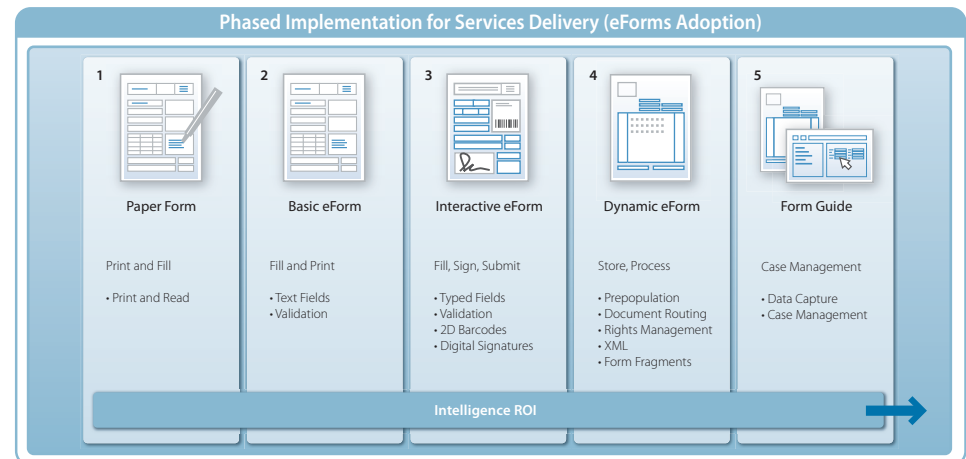 Phased Implementation for Services Delivery (eForms Adoption)
1
Paper Form
Print and Fill
• Print and Read
2
Basic eForm
Fill and Print
• Text Fields
• Validation
3
Interactive eForm
Fill, Sign, Submit
• Typed Fields
• Validation
• 2D Barcodes
• Digital Signatures
4
Dynamic eForm
Store, Process
• Prepopulation
• Document Routing
• Rights Management
• XML
• Form Fragments
5
Form Guide
Case Management
• Data Capture
• Case Management
Intelligence ROI